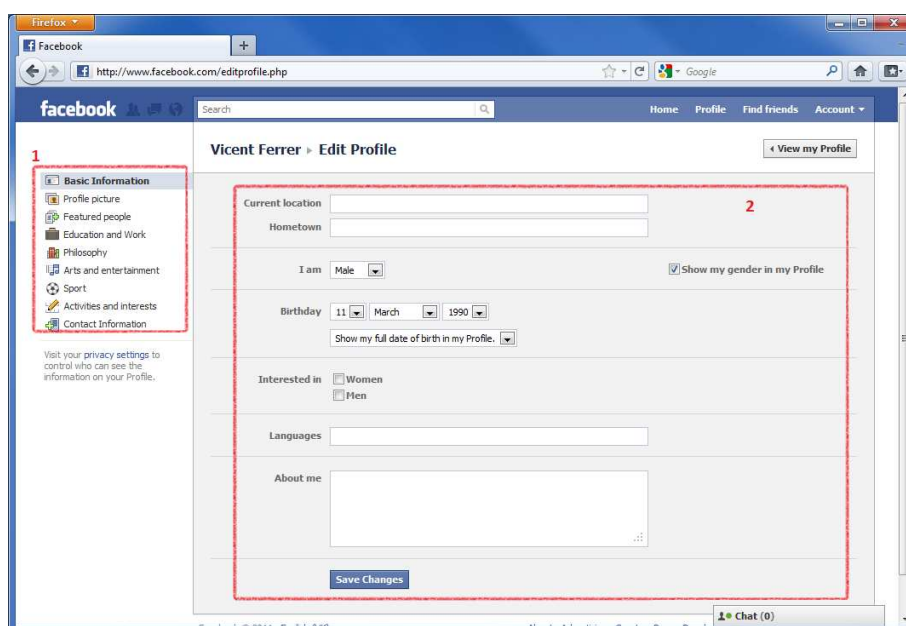 Firefox
Facebook
http://www.facebook.com/editprofile.php
Google
facebook
Search
Home Profile Find friends Account
Vicent Ferrer Edit Profile
View my Profile
1
Basic Information
Profile picture
Featured people
Education and Work
Philosophy
Arts and entertainment
Sport
Activities and interests
Contact Information
Visit your privacy settings to
control who can see the
information on your Profile.
2
Current location
Hometown
I am Male Show my gender in my Profile
Birthday 11 March 1990
Show my full date of birth in my Profile.
Interested in Women
Men
Languages
About me
Save Changes
Chat (0)